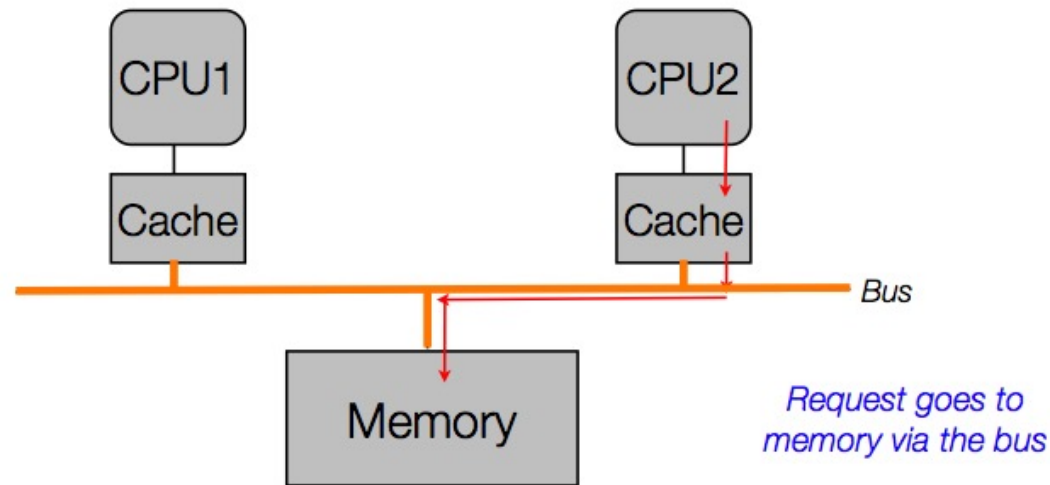 CPU1
CPU2
Cache
Cache
Bus
Memory
Request goes to
memory via the bus